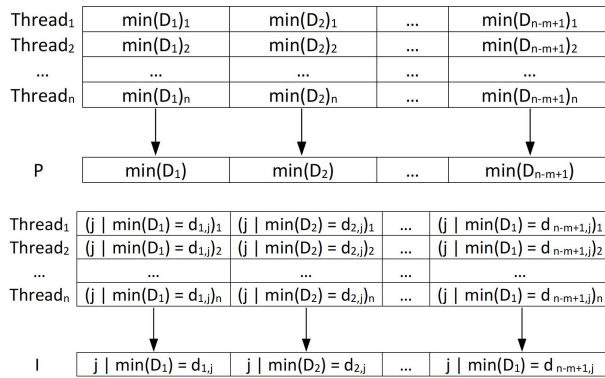 Thread₁ min(D₁)₁ min(D₂)₁ ... min(Dₙ₋ₘ₊₁)₁
Thread₂ min(D₁)₂ min(D₂)₂ ... min(Dₙ₋ₘ₊₁)₂
... ... ... ... ...
Threadₙ min(D₁)ₙ min(D₂)ₙ ... min(Dₙ₋ₘ₊₁)ₙ
P min(D₁) min(D₂) ... min(Dₙ₋ₘ₊₁)
Thread₁ (j | min(D₁) = d₁,ⱼ)₁ (j | min(D₂) = d₂,ⱼ)₁ ... (j | min(D₁) = d ₙ₋ₘ₊₁,ⱼ)₁
Thread₂ (j | min(D₁) = d₁,ⱼ)₂ (j | min(D₂) = d₂,ⱼ)₂ ... (j | min(D₁) = d ₙ₋ₘ₊₁,ⱼ)₂
... ... ... ... ...
Threadₙ (j | min(D₁) = d₁,ⱼ)ₙ (j | min(D₂) = d₂,ⱼ)ₙ ... (j | min(D₁) = d ₙ₋ₘ₊₁,ⱼ)ₙ
I j | min(D₁) = d₁,ⱼ j | min(D₂) = d₂,ⱼ ... j | min(D₁) = d ₙ₋ₘ₊₁,ⱼ